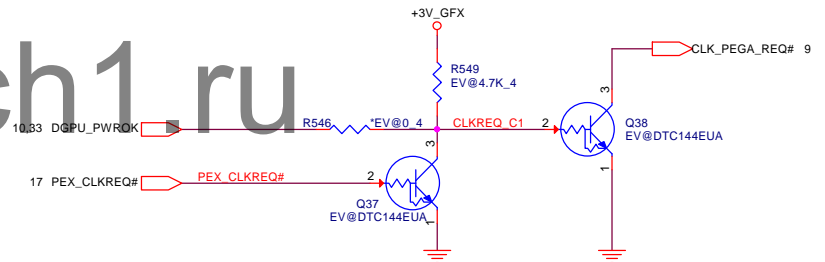 +3V_GFX
CLK_PEGA_REQ# 9
R549
EV@4.7K_4
ch1.ru
3
10,33 DGPU_PWROK
R546 *EV@0_4
CLKREQ_C1
2
Q38
EV@DTC144EUA
3
17 PEX_CLKREQ#
PEX_CLKREQ#
2
1
Q37
EV@DTC144EUA
1